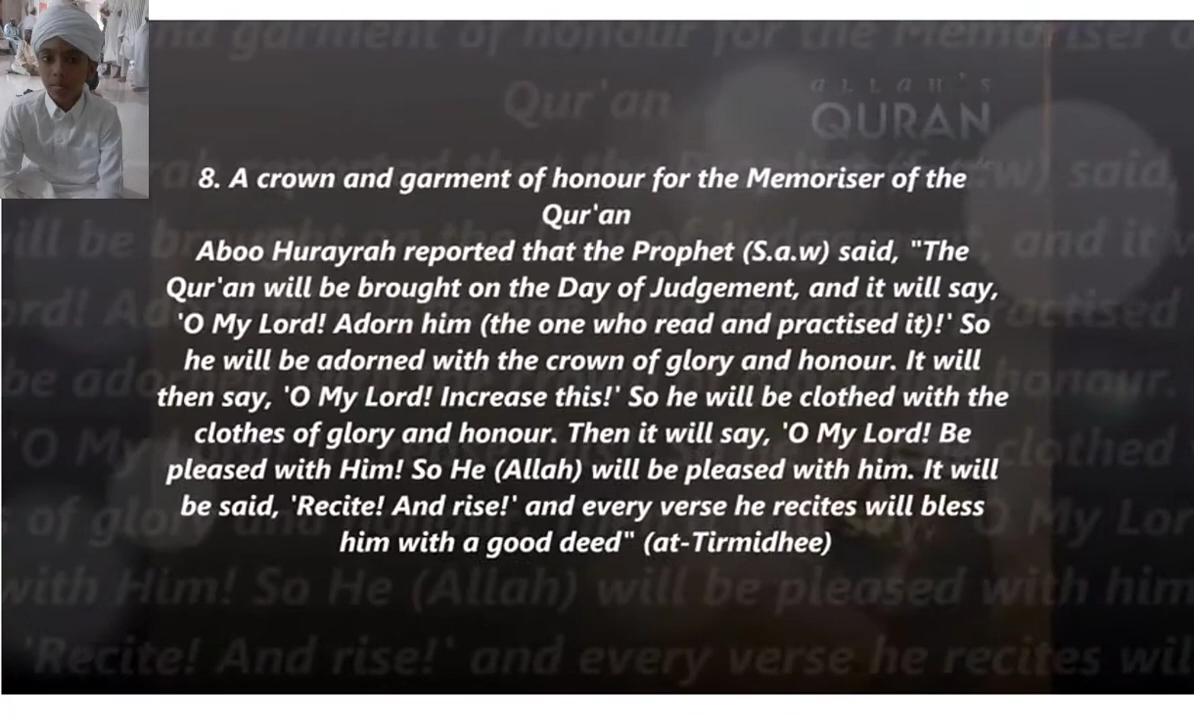 ALLAH'S
QURAN
8. A crown and garment of honour for the Memoriser of the
Qur'an
Aboo Hurayrah reported that the Prophet (S.a.w) said, "The
Qur'an will be brought on the Day of Judgement, and it will say,
'O My Lord! Adorn him (the one who read and practised it)!' So
he will be adorned with the crown of glory and honour. It will
then say, 'O My Lord! Increase this!' So he will be clothed with the
clothes of glory and honour. Then it will say, 'O My Lord! Be
pleased with Him! So He (Allah) will be pleased with him. It will
be said, 'Recite! And rise!' and every verse he recites will bless
him with a good deed" (at-Tirmidhee)